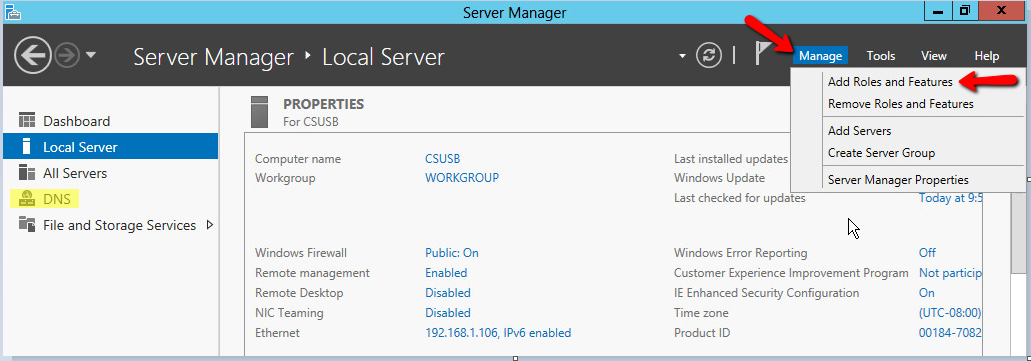 Server Manager
Server Manager • Local Server
Manage Tools View Help
Add Roles and Features
Remove Roles and Features
Add Servers
Create Server Group
Server Manager Properties
Dashboard
Local Server
All Servers
DNS
File and Storage Services
PROPERTIES
For CSUSB
Computer name CSUSB
Workgroup WORKGROUP
Last installed updates
Windows Update
Last checked for updates Today at 9:5
Windows Firewall Public: On
Remote management Enabled
Remote Desktop Disabled
NIC Teaming Disabled
Ethernet 192.168.1.106, IPv6 enabled
Windows Error Reporting Off
Customer Experience Improvement Program Not particip
IE Enhanced Security Configuration On
Time zone (UTC-08:00)
Product ID 00184-7082